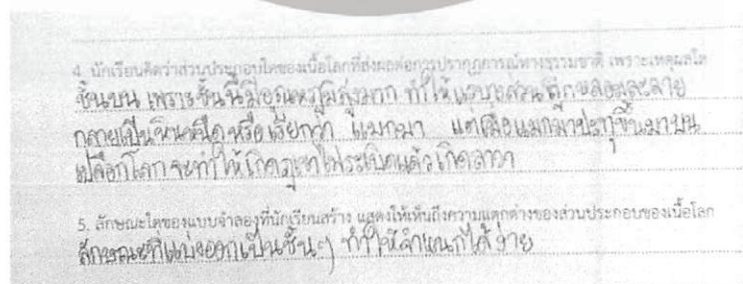 4. นักเรียนคิดว่าส่วนประกอบใดของเนื้อโลกที่ส่งผลต่อการปรากฏการณ์ทางธรรมชาติ เพราะเหตุผลใด
ชั้นบน เพราะชั้นนี้มีอุณหภูมิสูงมาก ทำให้แร่บางส่วนถูกหลอมละลาย
กลายเป็นหินหนืดหรือเรียกว่า แมกมา แต่เมื่อแมกมาปะทุขึ้นมาบน
เปลือกโลกจะทำให้เกิดภูเขาไฟระเบิดแล้วเกิดลาวา
5. ลักษณะใดของแบบจำลองที่นักเรียนสร้าง แสดงให้เห็นถึงความแตกต่างของส่วนประกอบของเนื้อโลก
ลักษณะที่แบ่งออกเป็นชั้นๆ ทำให้จำแนกได้ง่าย